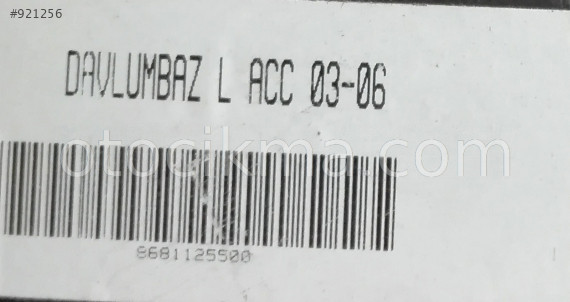 #921256
DAVLUMBAZ L ACC 03-06
otocikma.com
8681125500